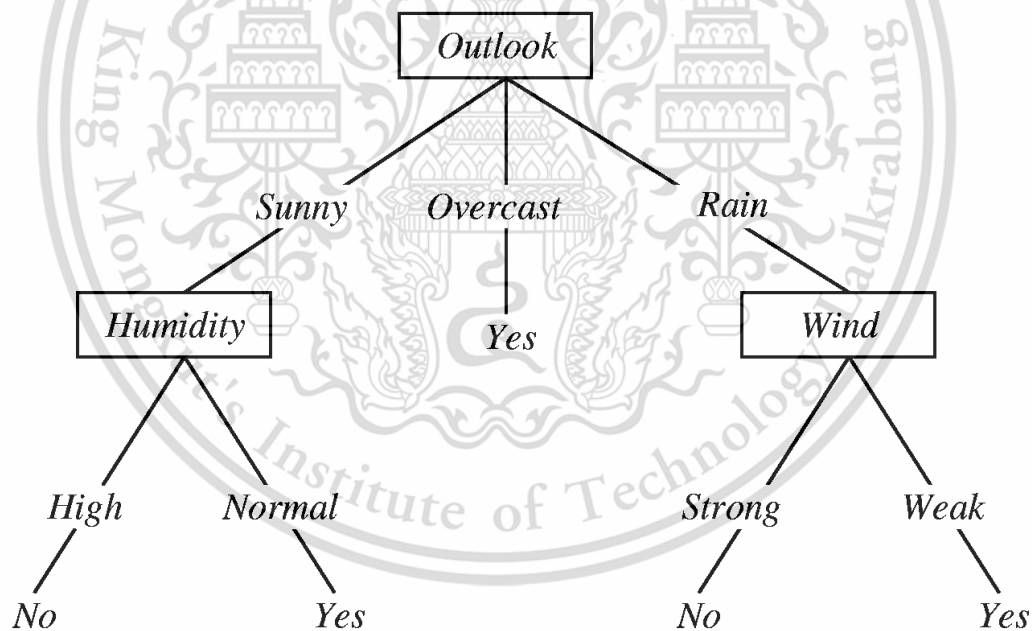 Outlook
Sunny Overcast Rain
Humidity Yes Wind
High Normal Strong Weak
No Yes No Yes
King Mongkut's Institute of Technology Ladkrabang